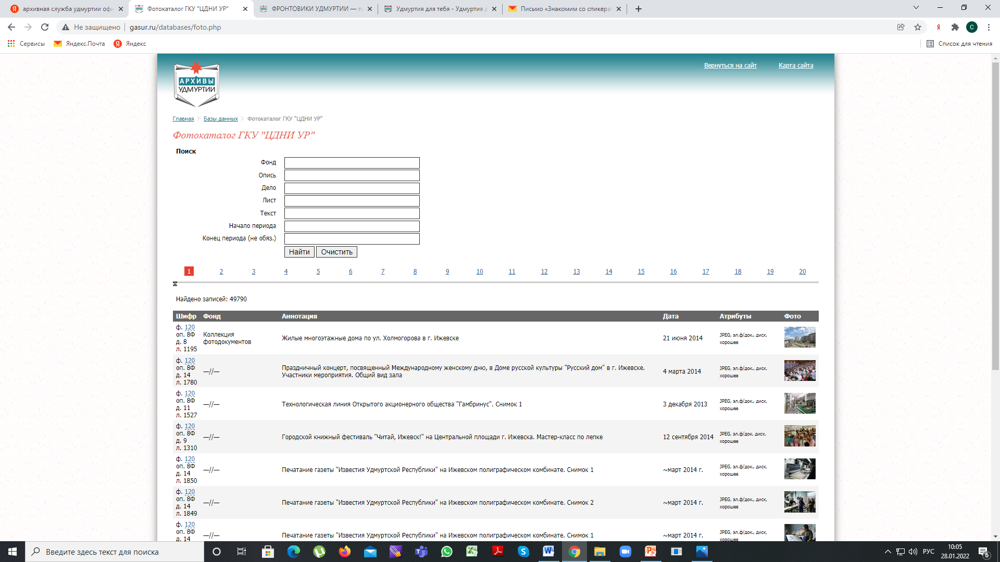 архивная служба удмуртии офи
Фотокаталог ГКУ "ЦДНИ УР"
ФРОНТОВИКИ УДМУРТИИ — п
Удмуртия для тебя - Удмуртия д
Письмо «Знакомим со спикера
Не защищено
gasur.ru/databases/foto.php
Я
C
Сервисы
Яндекс.Почта
Яндекс
Список для чтения
АРХИВЫ
УДМУРТИИ
Вернуться на сайт
Карта сайта
Главная
Базы данных
Фотокаталог ГКУ "ЦДНИ УР"
Фотокаталог ГКУ "ЦДНИ УР"
Поиск
Фонд
Опись
Дело
Лист
Текст
Начало периода
Конец периода (не обяз.)
Найти Очистить
1 2 3 4 5 6 7 8 9 10 11 12 13 14 15 16 17 18 19 20
Найдено записей: 49790
Шифр Фонд Аннотация Дата Атрибуты Фото
ф. 120
оп. 8Ф
д. 8
л. 1195
Коллекция
фотодокументов
Жилые многоэтажные дома по ул. Холмогорова в г. Ижевске
21 июня 2014
JPEG, эл.ф/док., диск,
хорошее
ф. 120
оп. 8Ф
д. 14
л. 1780
—//—
Праздничный концерт, посвященный Международному женскому дню, в Доме русской культуры "Русский дом" в г. Ижевске.
Участники мероприятия. Общий вид зала
4 марта 2014
JPEG, эл.ф/док., диск,
хорошее
ф. 120
оп. 8Ф
д. 11
л. 1527
—//—
Технологическая линия Открытого акционерного общества "Гамбринус". Снимок 1
3 декабря 2013
JPEG, эл.ф/док., диск,
хорошее
ф. 120
оп. 8Ф
д. 9
л. 1310
—//—
Городской книжный фестиваль "Читай, Ижевск!" на Центральной площади г. Ижевска. Мастер-класс по лепке
12 сентября 2014
JPEG, эл.ф/док, диск,
хорошее
ф. 120
оп. 8Ф
д. 14
л. 1850
—//—
Печатание газеты "Известия Удмуртской Республики" на Ижевском полиграфическом комбинате. Снимок 1
~март 2014 г.
JPEG, эл.ф/док., диск,
хорошее
ф. 120
оп. 8Ф
д. 14
л. 1849
—//—
Печатание газеты "Известия Удмуртской Республики" на Ижевском полиграфическом комбинате. Снимок 2
~март 2014 г.
JPEG, эл.ф/док., диск,
хорошее
ф. 120
оп. 8Ф
д. 14
—//—
Печатание газеты "Известия Удмуртской Республики" на Ижевском полиграфическом комбинате. Снимок 1
~март 2014 г.
JPEG, эл.ф/док., диск,
хорошее
Введите здесь текст для поиска
РУС
10:05
28.01.2022
6